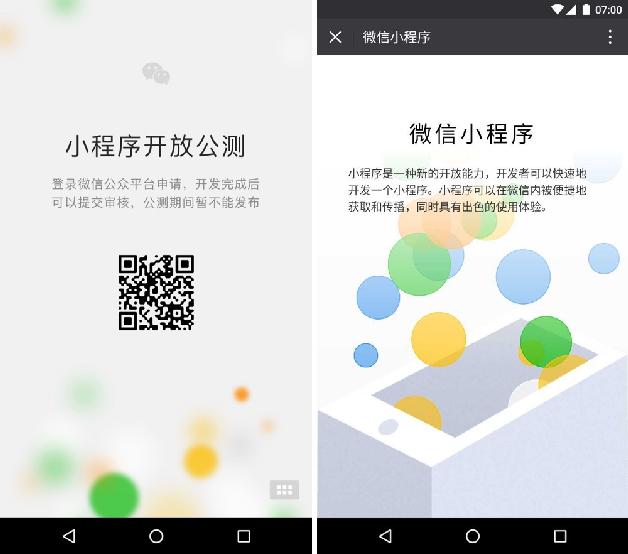 小程序开放公测
登录微信公众平台申请，开发完成后
可以提交审核，公测期间暂不能发布
07:00
微信小程序
微信小程序
小程序是一种新的开放能力，开发者可以快速地
开发一个小程序。小程序可以在微信内被便捷地
获取和传播，同时具有出色的使用体验。